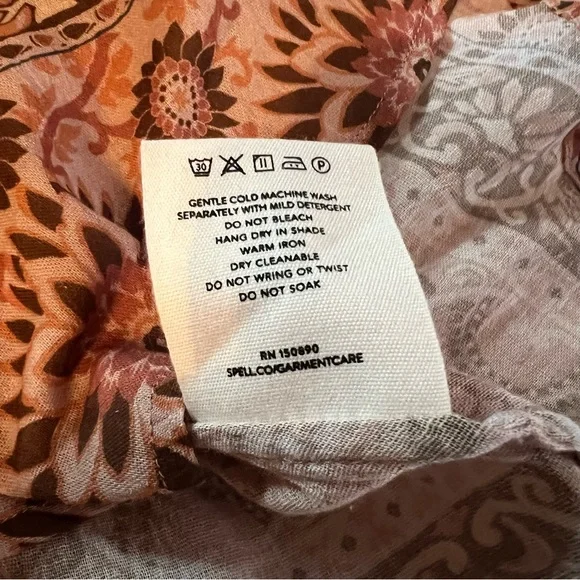 30 P
GENTLE COLD MACHINE WASH
SEPARATELY WITH MILD DETERGENT
DO NOT BLEACH
HANG DRY IN SHADE
WARM IRON
DRY CLEANABLE
DO NOT WRING OR TWIST
DO NOT SOAK
RN 150890
SPELL.CO/GARMENTCARE